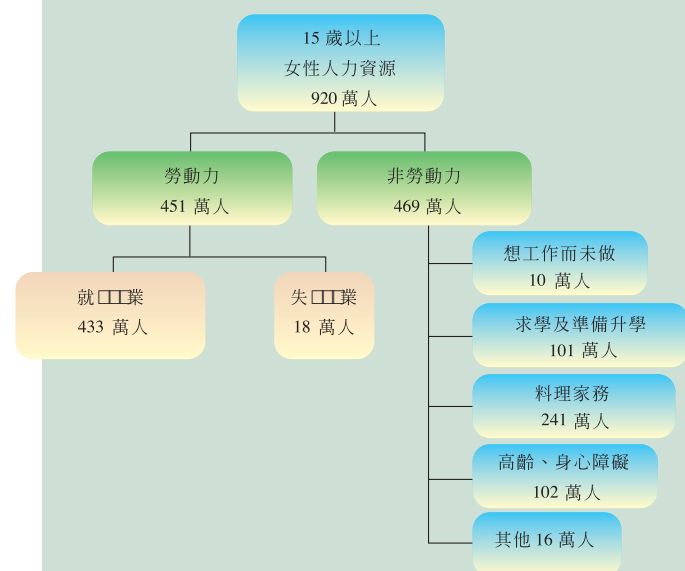 15 歲以上
女性人力資源
920 萬人
勞動力
451 萬人
非勞動力
469 萬人
就□□□業
433 萬人
失□□□業
18 萬人
想工作而未做
10 萬人
求學及準備升學
101 萬人
料理家務
241 萬人
高齡、身心障礙
102 萬人
其他 16 萬人